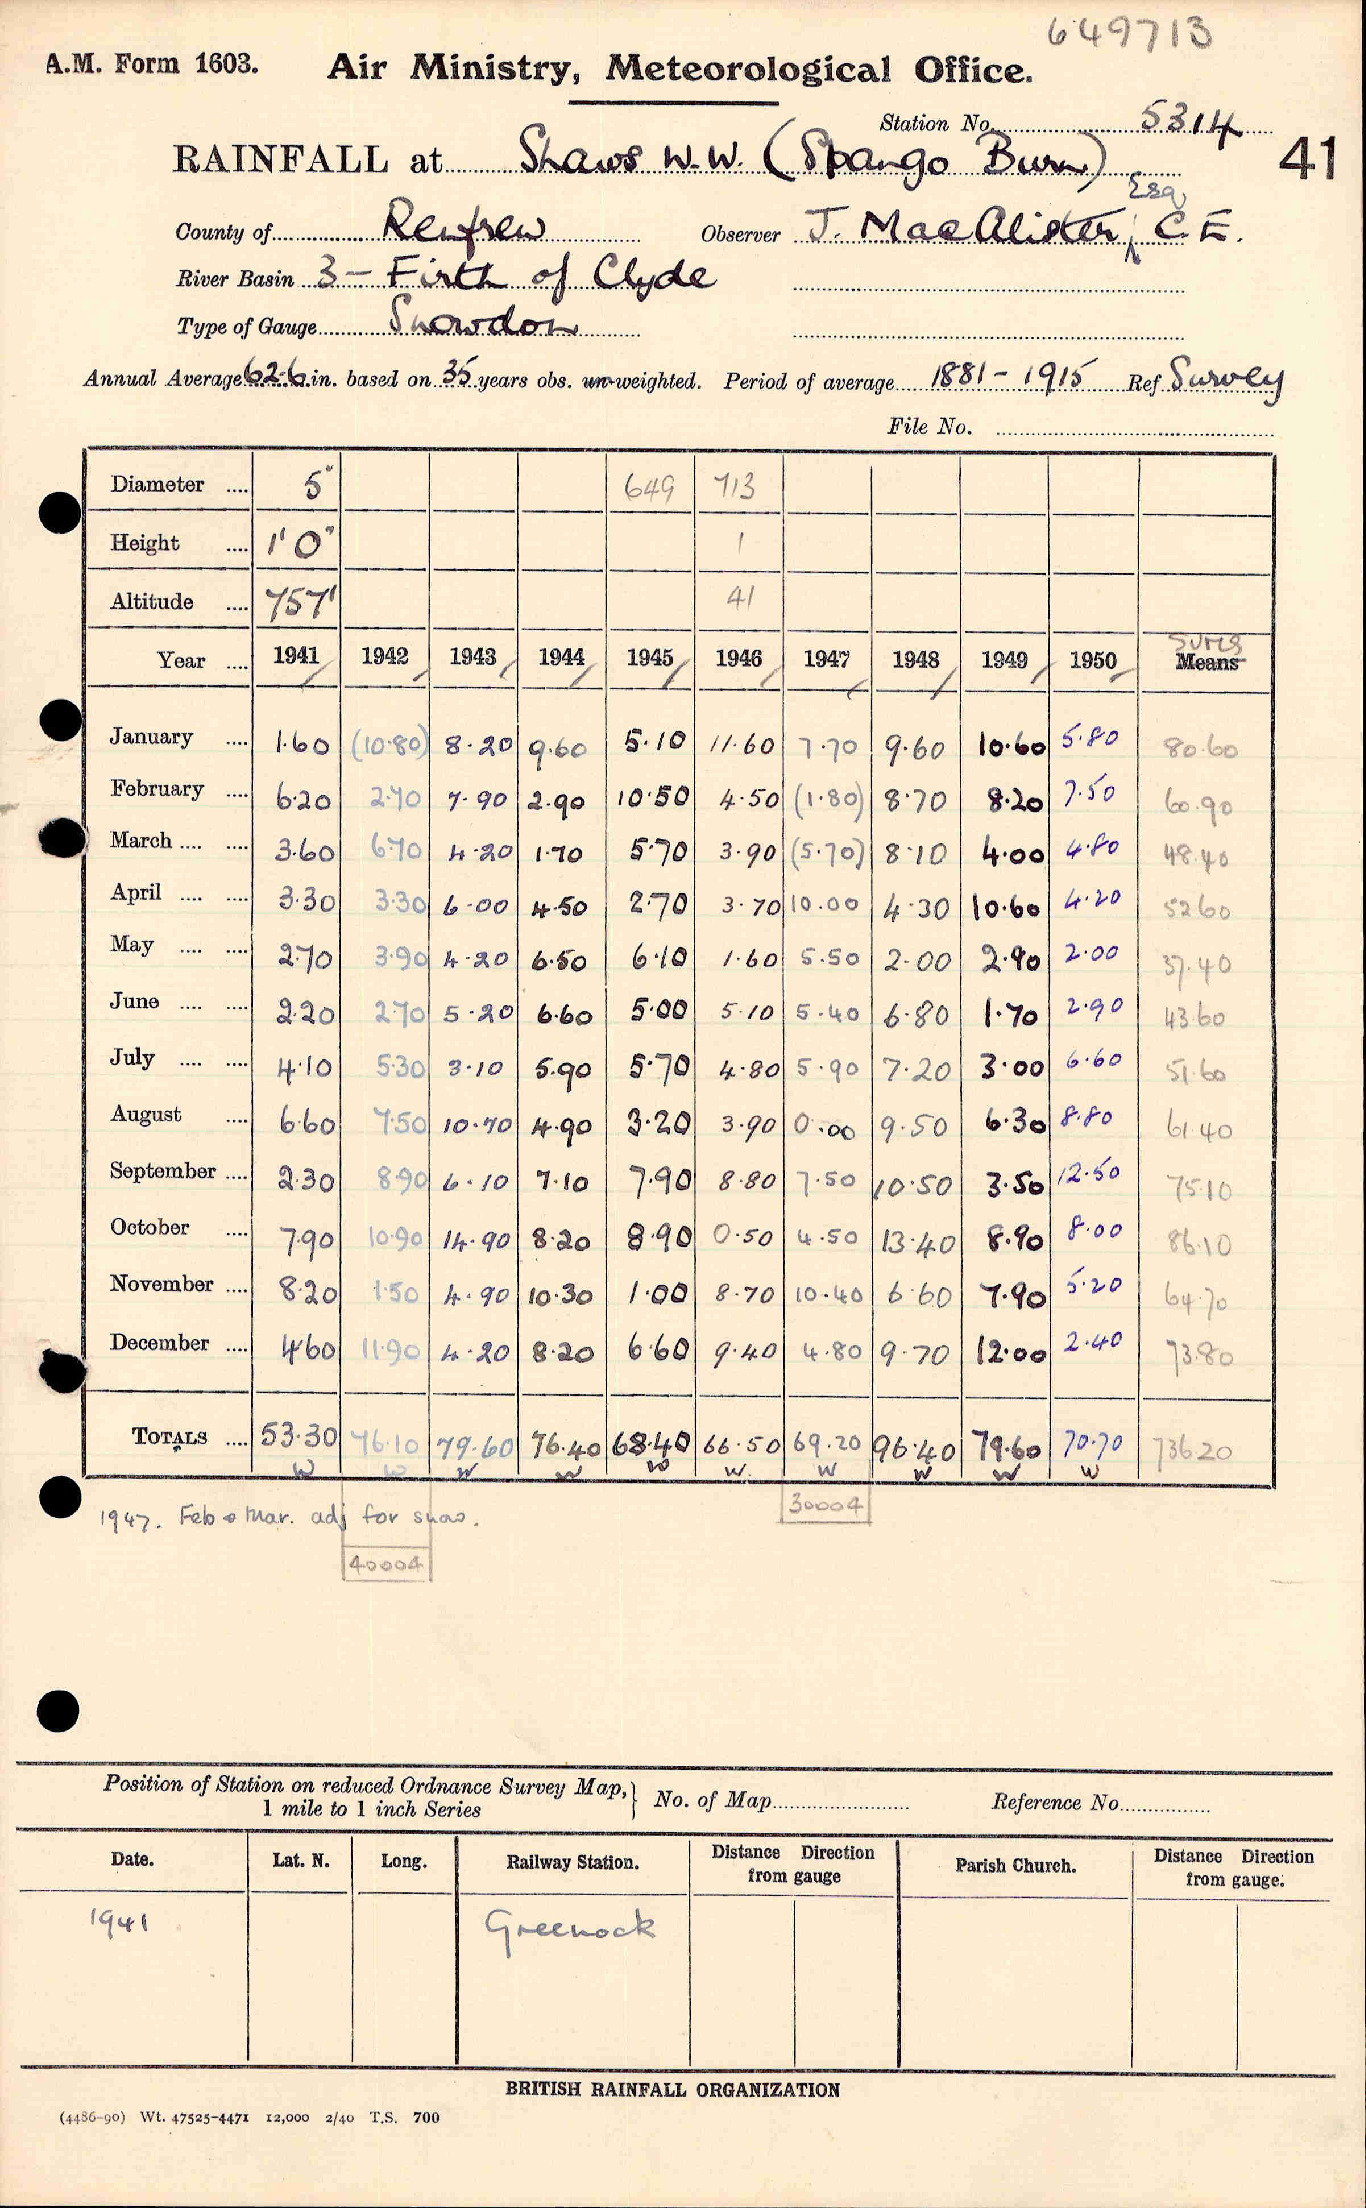 649713
A.M. Form 1603. Air Ministry, Meteorological Office.
Station No. 5314
RAINFALL at Shaws W.W. (Spango Burn) 41
Esq
County of Renfrew Observer J. MacAlister, C.E.
River Basin 3 - Firth of Clyde
Type of Gauge Snowdon
Annual Average 62.6 in. based on 35 years obs. un-weighted. Period of average 1881-1915 Ref Survey
File No.
Diameter .... 5" 649 713
Height .... 1' 0" 1
Altitude .... 757' 41
Sums
Year .... 1941 1942 1943 1944 1945 1946 1947 1948 1949 1950 Means
January .... 1.60 (10.80) 8.20 9.60 5.10 11.60 7.70 9.60 10.60 5.80 80.60
February .... 6.20 2.70 7.90 2.90 10.50 4.50 (1.80) 8.70 8.20 7.50 60.90
March .... .... 3.60 6.70 4.20 1.70 5.70 3.90 (5.70) 8.10 4.00 4.80 48.40
April .... .... 3.30 3.30 6.00 4.50 2.70 3.70 10.00 4.30 10.60 4.20 52.60
May .... .... 2.70 3.90 4.20 6.50 6.10 1.60 5.50 2.00 2.90 2.00 37.40
June .... .... 2.20 2.70 5.20 6.60 5.00 5.10 5.40 6.80 1.70 2.90 43.60
July .... .... 4.10 5.30 3.10 5.90 5.70 4.80 5.90 7.20 3.00 6.60 51.60
August .... 6.60 7.50 10.70 4.90 3.20 3.90 0.00 9.50 6.30 8.80 61.40
September .... 2.30 8.90 6.10 7.10 7.90 8.80 7.50 10.50 3.50 12.50 75.10
October .... 7.90 10.90 14.90 8.20 8.90 0.50 4.50 13.40 8.90 8.00 86.10
November .... 8.20 1.50 4.90 10.30 1.00 8.70 10.40 6.60 7.90 5.20 64.70
December .... 4.60 11.90 4.20 8.20 6.60 9.40 4.80 9.70 12.00 2.40 73.80
TOTALS .... 53.30 76.10 79.60 76.40 68.40 66.50 69.20 96.40 79.60 70.70 736.20
w w w w w w w w w w
30004
1947. Feb & Mar. adj for snow.
40004
Position of Station on reduced Ordnance Survey Map, } No. of Map Reference No.
1 mile to 1 inch Series
Date. Lat. N. Long. Railway Station. Distance Direction from gauge Parish Church. Distance Direction from gauge.
1941 Greenock
BRITISH RAINFALL ORGANIZATION
(4486-90) Wt. 47525-4471 12,000 2/40 T.S. 700